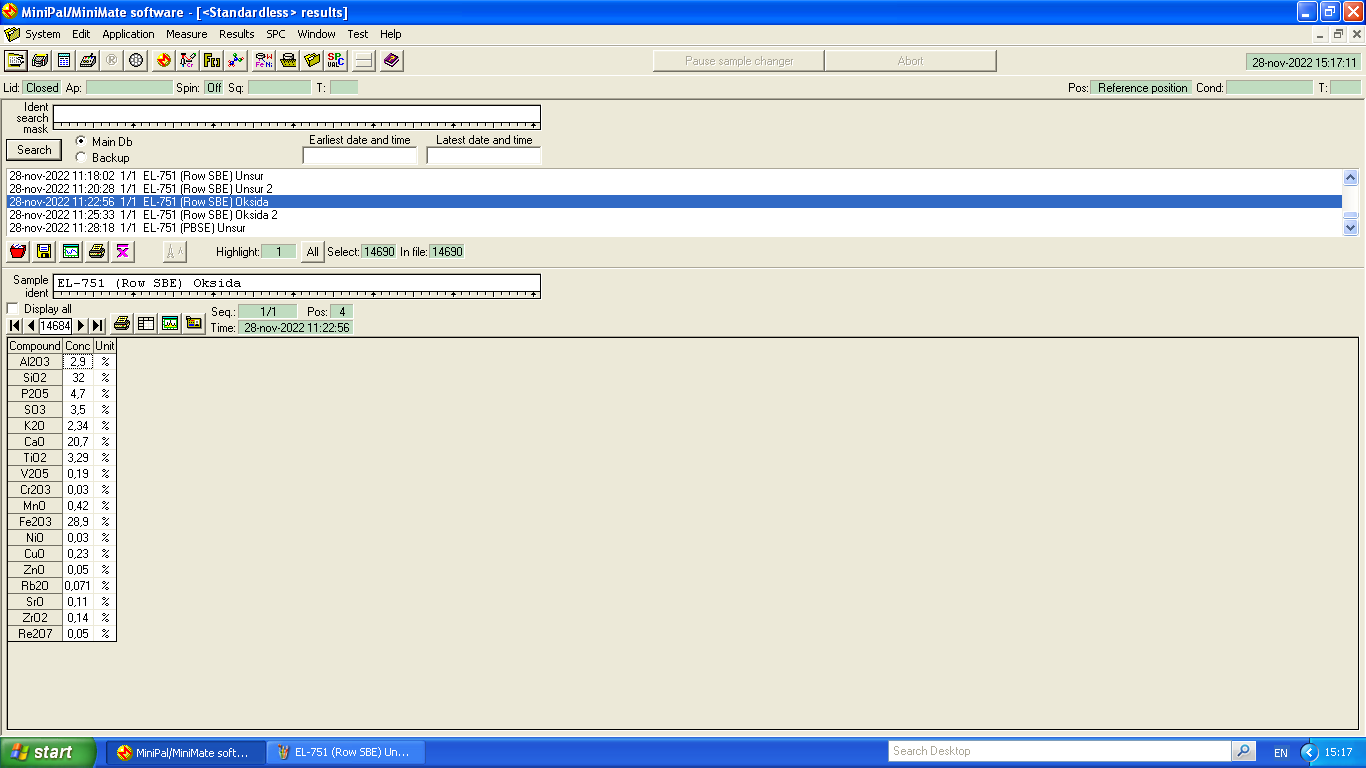 MiniPal/MiniMate software - [<Standardless> results]
System Edit Application Measure Results SPC Window Test Help
Pause sample changer Abort 28-nov-2022 15:17:11
Lid: Closed Ap: Spin: Off Sq: T: Pos: Reference position Cond: T:
Ident search mask
Search Main Db Backup Earliest date and time Latest date and time
28-nov-2022 11:18:02 1/1 EL-751 (Row SBE) Unsur
28-nov-2022 11:20:28 1/1 EL-751 (Row SBE) Unsur 2
28-nov-2022 11:22:56 1/1 EL-751 (Row SBE) Oksida
28-nov-2022 11:25:33 1/1 EL-751 (Row SBE) Oksida 2
28-nov-2022 11:28:18 1/1 EL-751 (PBSE) Unsur
Highlight: 1 All Select: 14690 In file: 14690
Sample ident EL-751 (Row SBE) Oksida
Display all
14684
Seq.: 1/1 Pos: 4
Time: 28-nov-2022 11:22:56
Compound Conc Unit
Al2O3 2,9 %
SiO2 32 %
P2O5 4,7 %
SO3 3,5 %
K2O 2,34 %
CaO 20,7 %
TiO2 3,29 %
V2O5 0,19 %
Cr2O3 0,03 %
MnO 0,42 %
Fe2O3 28,9 %
NiO 0,03 %
CuO 0,23 %
ZnO 0,05 %
Rb2O 0,071 %
SrO 0,11 %
ZrO2 0,14 %
Re2O7 0,05 %
start MiniPal/MiniMate soft... EL-751 (Row SBE) Un... Search Desktop EN 15:17